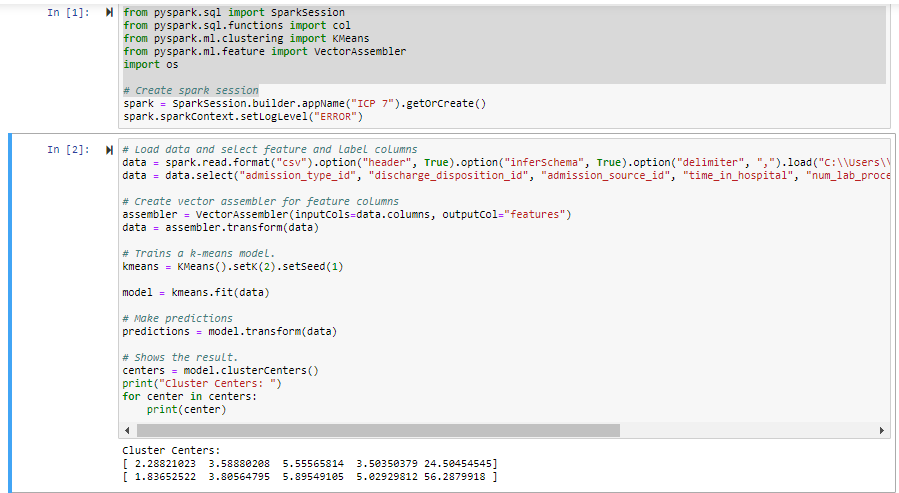 In [1]:
from pyspark.sql import SparkSession
from pyspark.sql.functions import col
from pyspark.ml.clustering import KMeans
from pyspark.ml.feature import VectorAssembler
import os

# Create spark session
spark = SparkSession.builder.appName("ICP 7").getOrCreate()
spark.sparkContext.setLogLevel("ERROR")

In [2]:
# Load data and select feature and label columns
data = spark.read.format("csv").option("header", True).option("inferSchema", True).option("delimiter", ",").load("C:\\Users\\
data = data.select("admission_type_id", "discharge_disposition_id", "admission_source_id", "time_in_hospital", "num_lab_proce

# Create vector assembler for feature columns
assembler = VectorAssembler(inputCols=data.columns, outputCol="features")
data = assembler.transform(data)

# Trains a k-means model.
kmeans = KMeans().setK(2).setSeed(1)

model = kmeans.fit(data)

# Make predictions
predictions = model.transform(data)

# Shows the result.
centers = model.clusterCenters()
print("Cluster Centers: ")
for center in centers:
    print(center)

Cluster Centers:
[ 2.28821023  3.58880208  5.55565814  3.50350379 24.50454545]
[ 1.83652522  3.80564795  5.89549105  5.02929812 56.2879918 ]